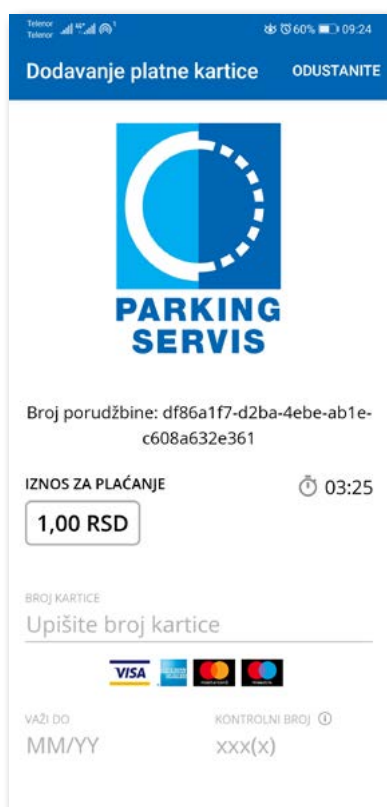 Telenor
Telenor
60% 09:24
Dodavanje platne kartice ODUSTANITE
PARKING
SERVIS
Broj porudžbine: df86a1f7-d2ba-4ebe-ab1e-
c608a632e361
IZNOS ZA PLAĆANJE 03:25
1,00 RSD
BROJ KARTICE
Upišite broj kartice
VISA
VAŽI DO KONTROLNI BROJ
MM/YY xxx(x)